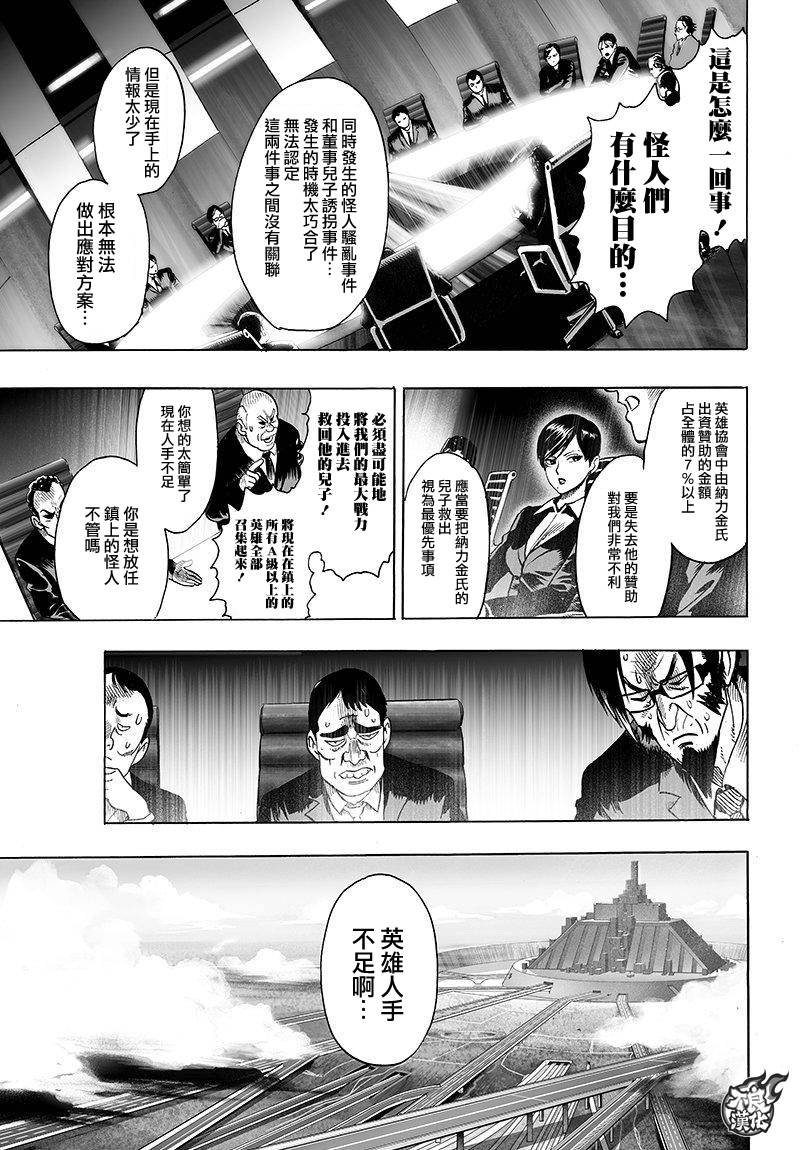 這是怎麼一回事！
怪人們
有什麼目的…
同時發生的怪人騷亂事件
和董事兒子誘拐事件…
發生的時機太巧合了
無法認定
這兩件事之間沒有關聯
但是現在手上的
情報太少了
根本無法
做出應對方案…
英雄協會中由納力金氏
出資贊助的金額
占全體的7％以上
要是失去他的贊助
對我們非常不利
應當要把納力金氏的
兒子救出
視為最優先事項
必須盡可能地
將我們的最大戰力
投入進去
救回他的兒子！
將現在在鎮上的
所有A級以上的
英雄全部
召集起來！
你想的太簡單了
現在人手不足
你是想放任
鎮上的怪人
不管嗎
英雄人手
不足啊…
漢化